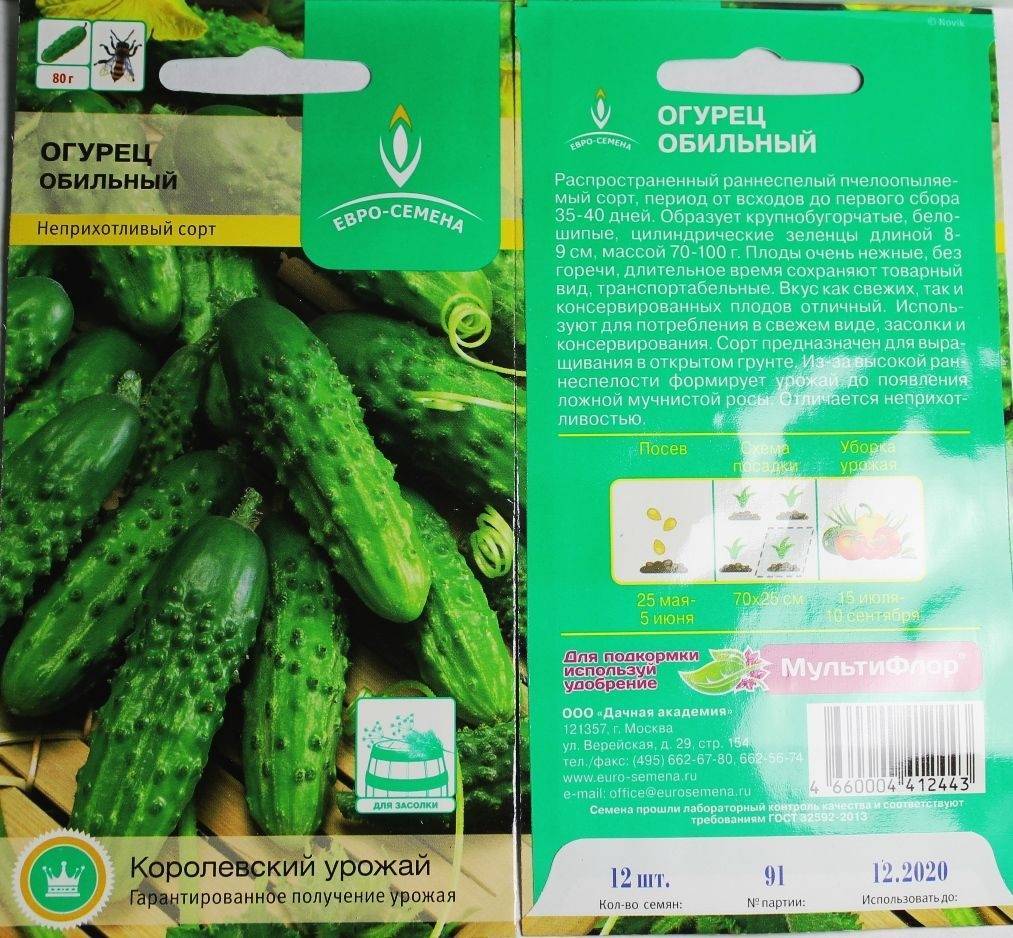 80 г
ОГУРЕЦ
ОБИЛЬНЫЙ
Неприхотливый сорт
ЕВРО-СЕМЕНА
ДЛЯ ЗАСОЛКИ
Королевский урожай
Гарантированное получение урожая
© Novik
ЕВРО-СЕМЕНА
ОГУРЕЦ
ОБИЛЬНЫЙ
Распространенный раннеспелый пчелоопыляе-
мый сорт, период от всходов до первого сбора
35-40 дней. Образует крупнобугорчатые, бело-
шипые, цилиндрические зеленцы длиной 8-
9 см, массой 70-100 г. Плоды очень нежные, без
горечи, длительное время сохраняют товарный
вид, транспортабельные. Вкус как свежих, так и
консервированных плодов отличный. Исполь-
зуют для потребления в свежем виде, засолки и
консервирования. Сорт предназначен для выра-
щивания в открытом грунте. Из-за высокой ран-
неспелости формирует урожай до появления
ложной мучнистой росы. Отличается неприхот-
ливостью.
Посев Схема посадки Уборка урожая
25 мая-
5 июня
70x25 см
15 июля-
10 сентября
Для подкормки
используй
удобрение
МультиФлор®
ООО «Дачная академия»
121357, г. Москва
ул. Верейская, д. 29, стр. 154
тел./факс: (495) 662-67-80, 662-56-74
www.euro-semena.ru
e-mail: office@eurosemena.ru
4 660004 412443
Семена прошли лабораторный контроль качества и соответствуют
требованиям ГОСТ 32592-2013
12 шт. 91 12.2020
Кол-во семян: №партии: Использовать до: